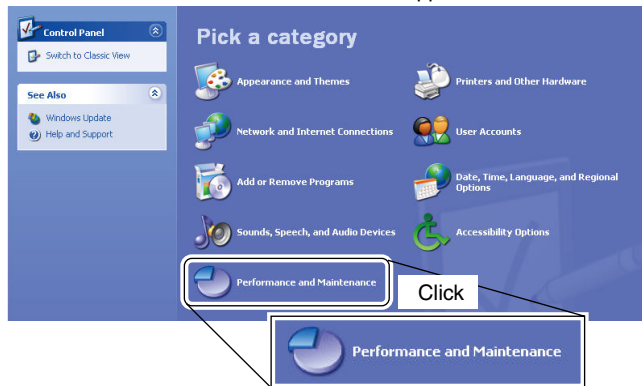 Control Panel
Switch to Classic View
See Also
Windows Update
Help and Support
Pick a category
Appearance and Themes
Printers and Other Hardware
Network and Internet Connections
User Accounts
Add or Remove Programs
Date, Time, Language, and Regional
Options
Sounds, Speech, and Audio Devices
Accessibility Options
Performance and Maintenance
Click
Performance and Maintenance